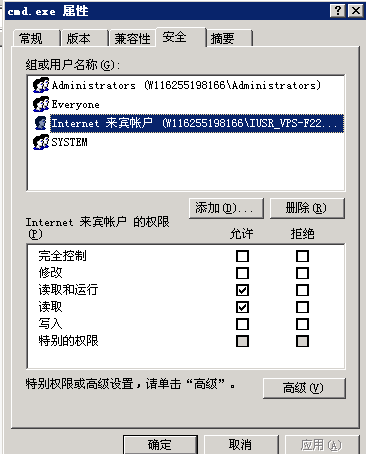 cmd.exe 属性
常规 版本 兼容性 安全 摘要
组或用户名称(G):
Administrators (W116255198166\Administrators)
Everyone
Internet 来宾帐户 (W116255198166\IUSR_VPS-F22...
SYSTEM
添加(D)... 删除(R)
Internet 来宾帐户 的权限
(P) 允许 拒绝
完全控制
修改
读取和运行
读取
写入
特别的权限
特别权限或高级设置，请单击“高级”。 高级(V)
确定 取消 应用(A)